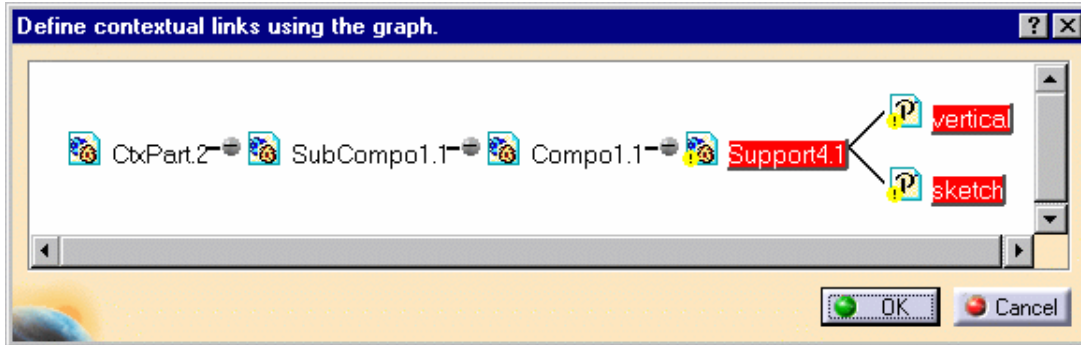 Define contextual links using the graph.
vertical
CtxPart.2 SubCompo1.1 Compo1.1 Support4.1
sketch
OK Cancel